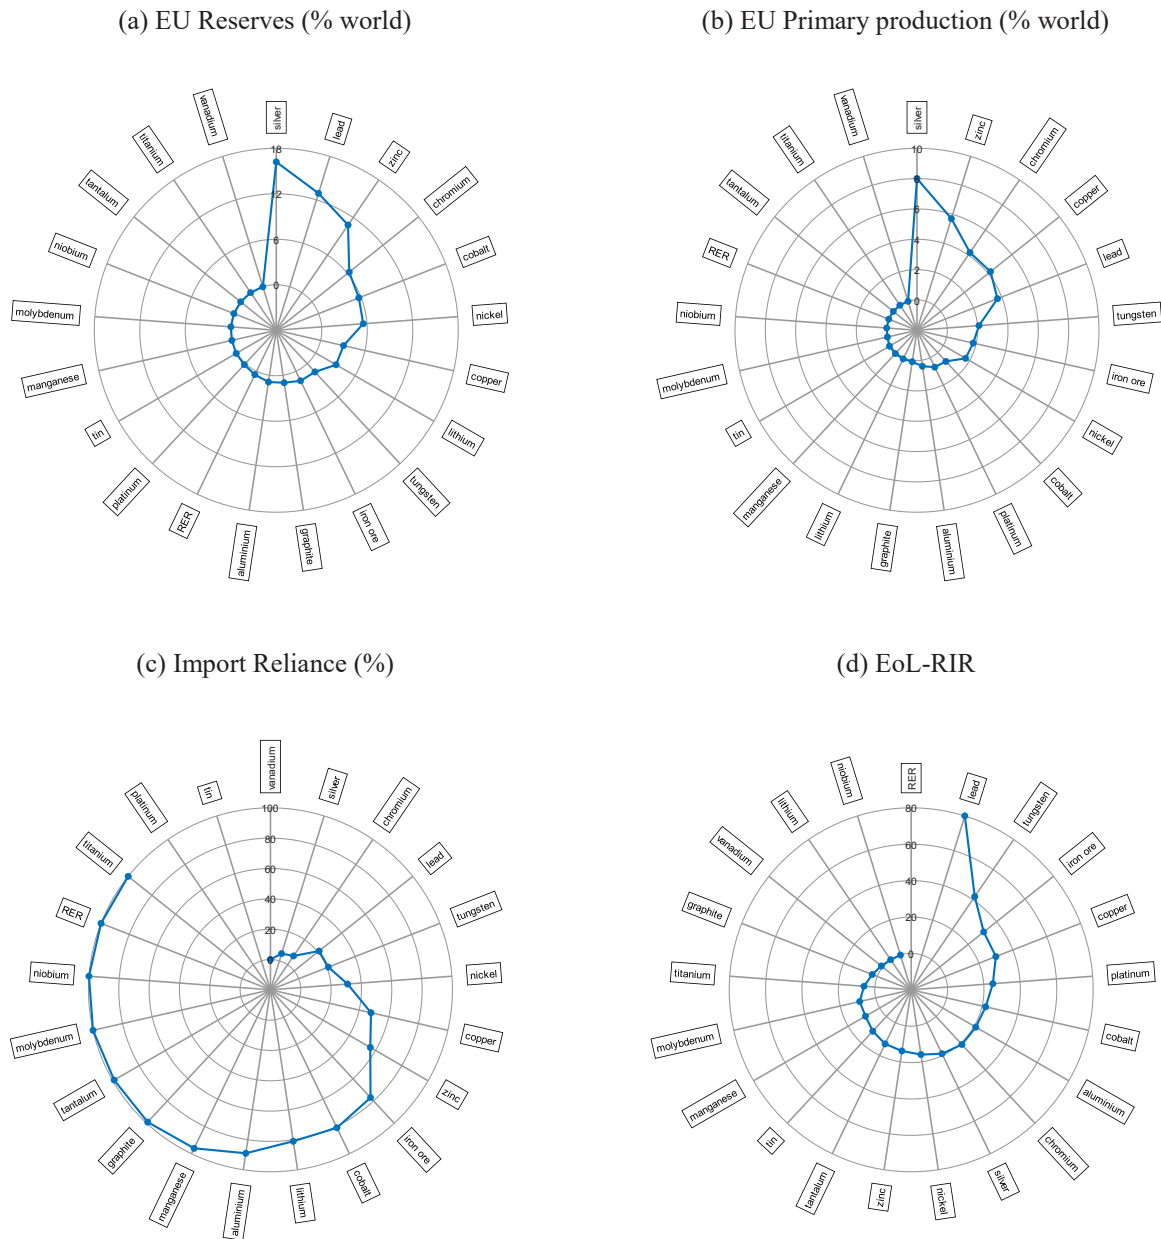 (a) EU Reserves (% world)
(b) EU Primary production (% world)
silver
lead
zinc
chromium
cobalt
nickel
copper
lithium
tungsten
iron ore
graphite
aluminium
RER
platinum
tin
manganese
molybdenum
niobium
tantalum
titanium
vanadium
18
12
6
0
silver
zinc
chromium
copper
lead
tungsten
iron ore
nickel
cobalt
platinum
aluminium
graphite
lithium
manganese
tin
molybdenum
niobium
RER
tantalum
titanium
vanadium
10
8
6
4
2
0
(c) Import Reliance (%)
(d) EoL-RIR
vanadium
silver
chromium
lead
tungsten
nickel
copper
zinc
iron ore
cobalt
lithium
aluminium
manganese
graphite
tantalum
molybdenum
niobium
RER
titanium
platinum
tin
100
80
60
40
20
0
RER
lead
tungsten
iron ore
copper
platinum
cobalt
aluminium
chromium
silver
nickel
zinc
tantalum
tin
manganese
molybdenum
titanium
graphite
vanadium
lithium
niobium
80
60
40
20
0